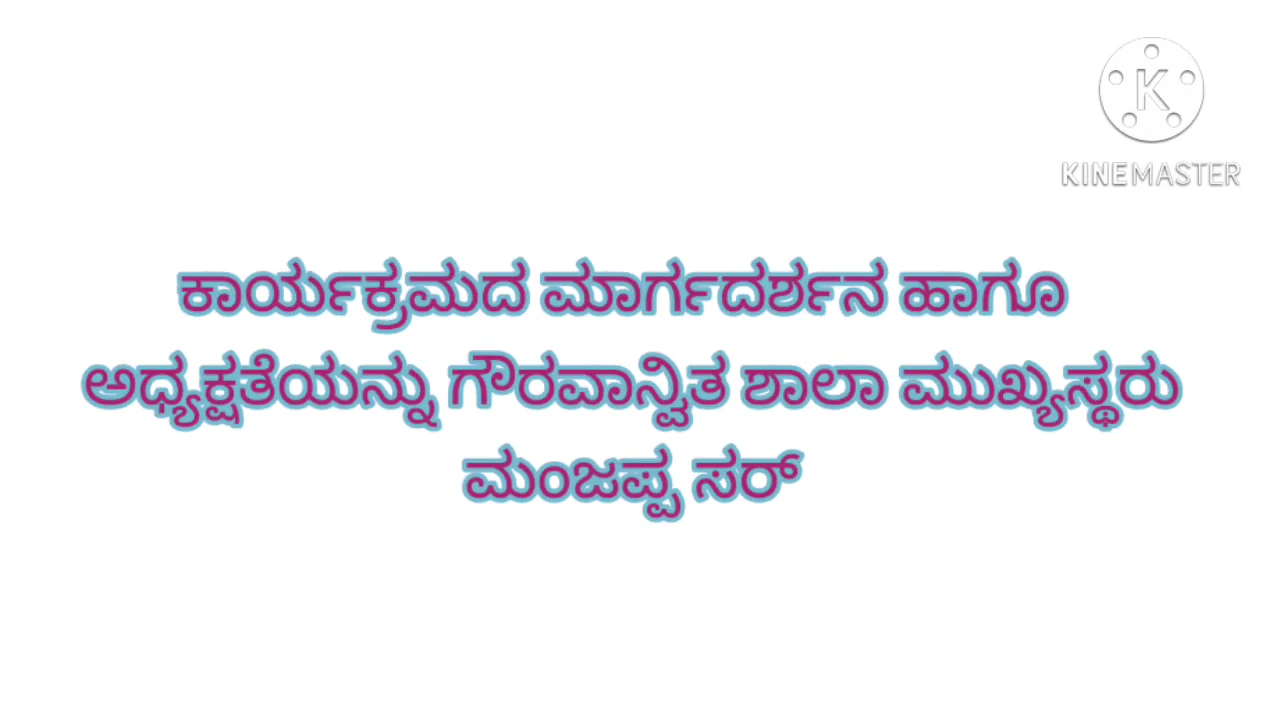 K
KINEMASTER
ಕಾರ್ಯಕ್ರಮದ ಮಾರ್ಗದರ್ಶನ ಹಾಗೂ
ಅಧ್ಯಕ್ಷತೆಯನ್ನು ಗೌರವಾನ್ವಿತ ಶಾಲಾ ಮುಖ್ಯಸ್ಥರು
ಮಂಜಪ್ಪ ಸರ್